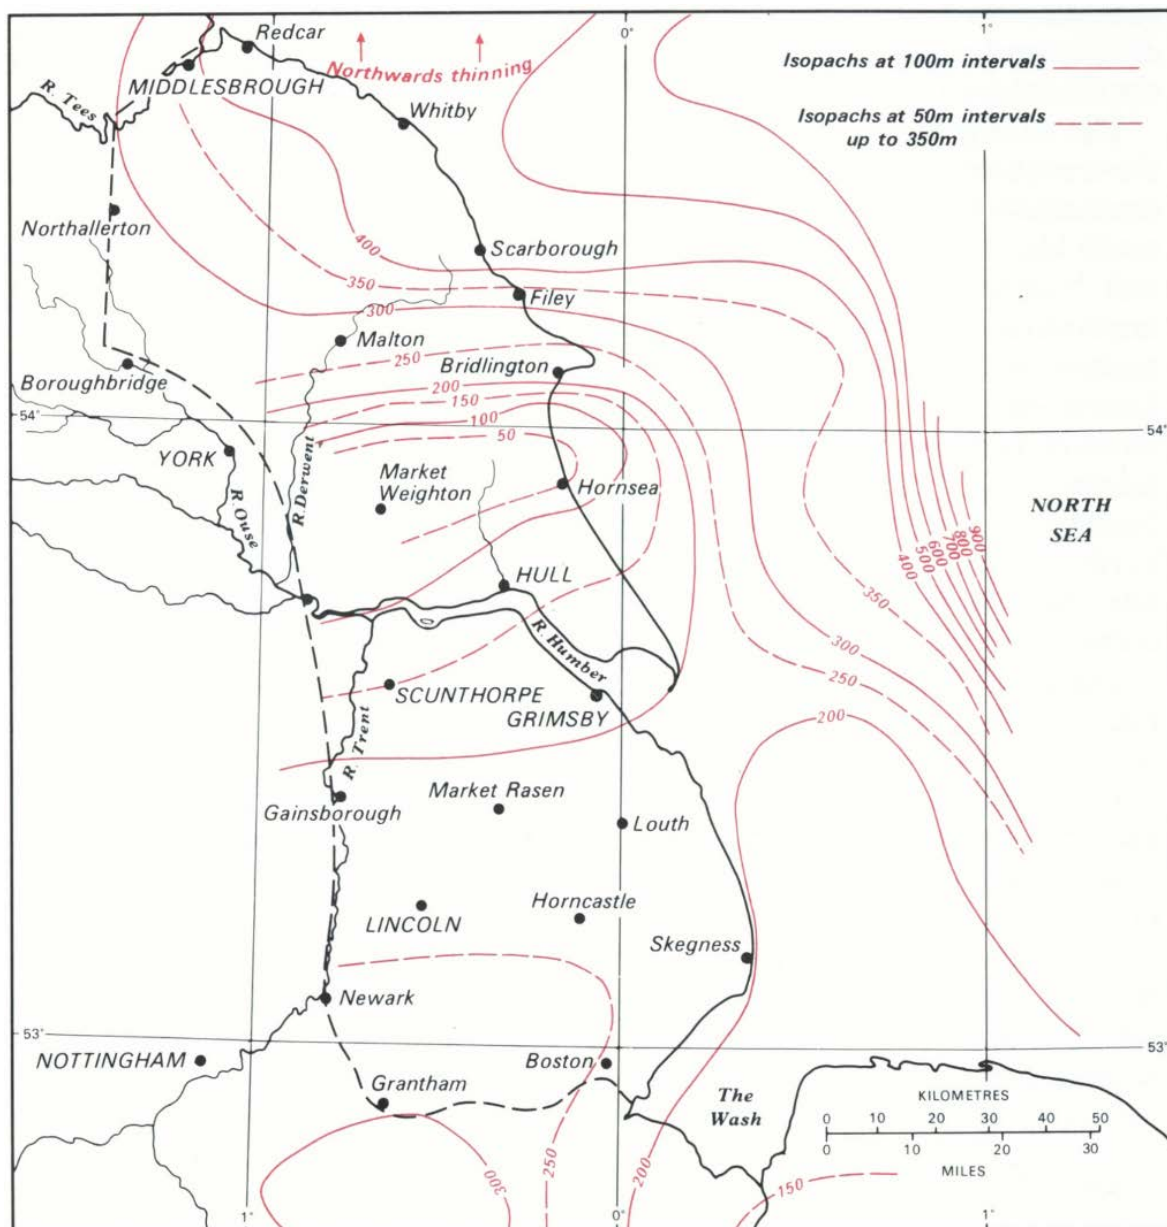 0°
1°
Redcar
Northwards thinning
Isopachs at 100m intervals
MIDDLESBROUGH
R. Tees
Whitby
Isopachs at 50m intervals
up to 350m
Northallerton
Scarborough
400
350
Filey
300
Malton
250
Bridlington
Boroughbridge
200
150
54°
54°
100
50
YORK
R. Derwent
Market
Weighton
Hornsea
R. Ouse
NORTH
SEA
900
800
700
600
500
400
350
HULL
300
R. Humber
250
SCUNTHORPE
GRIMSBY
200
R. Trent
Market Rasen
Gainsborough
Louth
Horncastle
LINCOLN
Skegness
Newark
53°
53°
NOTTINGHAM
Boston
Grantham
The
Wash
KILOMETRES
0 10 20 30 40 50
0 10 20 30
MILES
250
200
300
150
1°
0°
1°